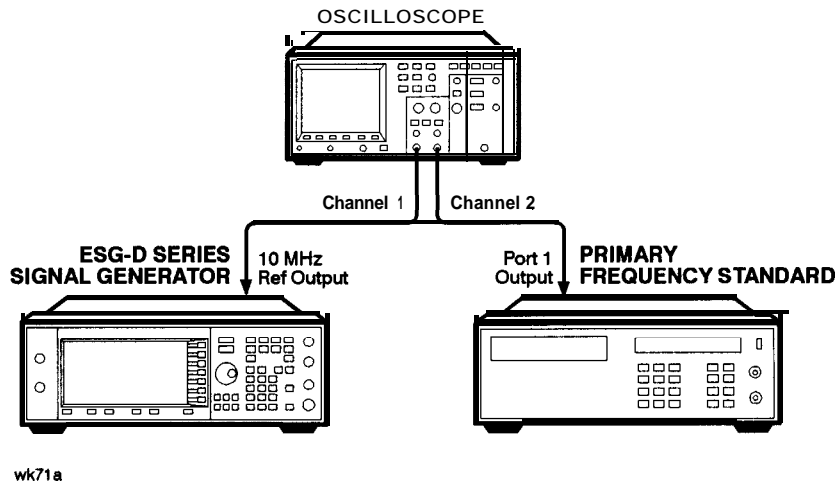 OSCILLOSCOPE
Channel 1
Channel 2
ESG-D SERIES
SIGNAL GENERATOR
10 MHz
Ref Output
Port 1
Output
PRIMARY
FREQUENCY STANDARD
wk71a